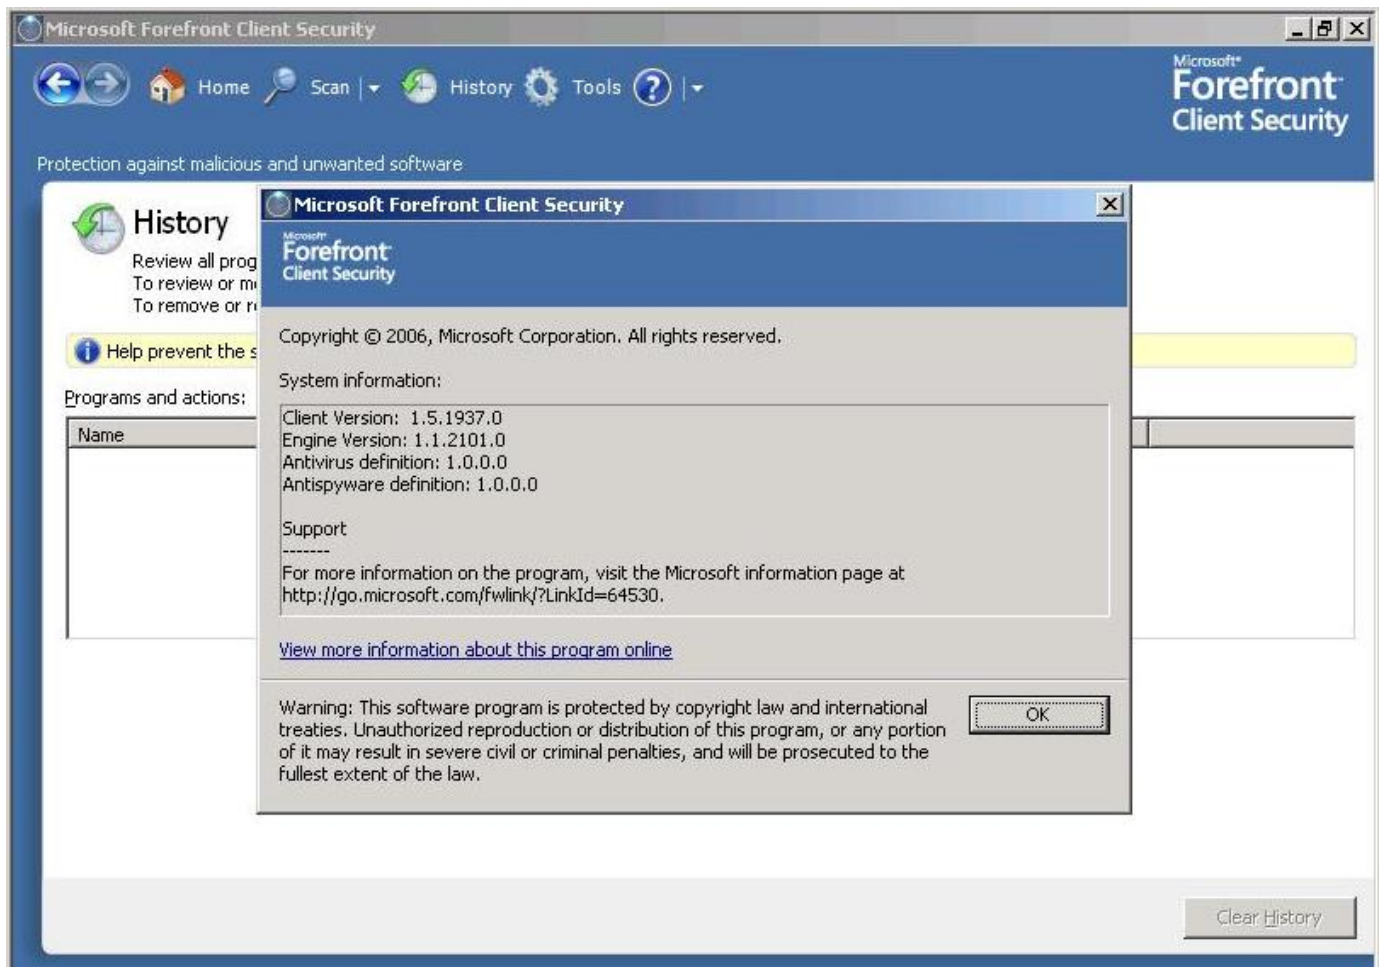 Microsoft Forefront Client Security
Home Scan History Tools ?
Microsoft
Forefront
Client Security
Protection against malicious and unwanted software
History
Review all prog
To review or m
To remove or r
Help prevent the s
Programs and actions:
Name
Microsoft Forefront Client Security
Microsoft
Forefront
Client Security
Copyright © 2006, Microsoft Corporation. All rights reserved.
System information:
Client Version: 1.5.1937.0
Engine Version: 1.1.2101.0
Antivirus definition: 1.0.0.0
Antispyware definition: 1.0.0.0
Support
-------
For more information on the program, visit the Microsoft information page at
http://go.microsoft.com/fwlink/?LinkId=64530.
View more information about this program online
Warning: This software program is protected by copyright law and international
treaties. Unauthorized reproduction or distribution of this program, or any portion
of it may result in severe civil or criminal penalties, and will be prosecuted to the
fullest extent of the law.
OK
Clear History